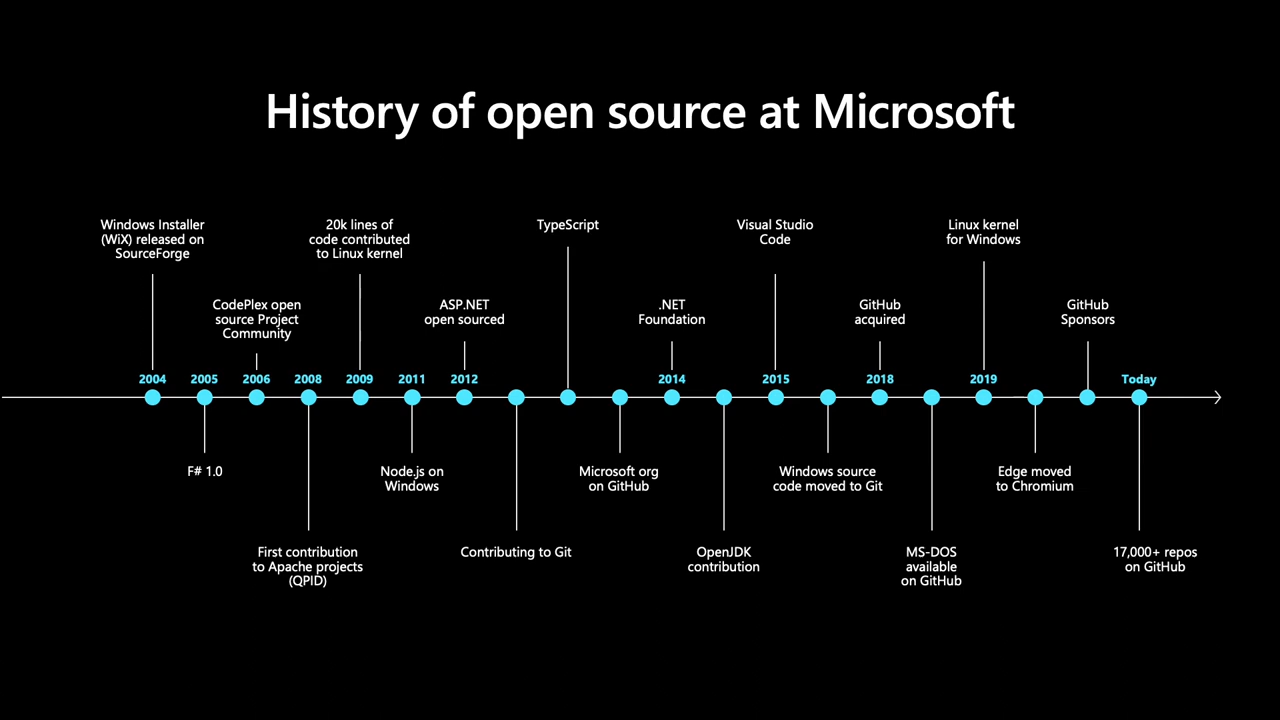 History of open source at Microsoft
Windows Installer
(WiX) released on
SourceForge
20k lines of
code contributed
to Linux kernel
TypeScript
Visual Studio
Code
Linux kernel
for Windows
CodePlex open
source Project
Community
ASP.NET
open sourced
.NET
Foundation
GitHub
acquired
GitHub
Sponsors
2004 2005 2006 2008 2009 2011 2012 2014 2015 2018 2019 Today
F# 1.0
Node.js on
Windows
Microsoft org
on GitHub
Windows source
code moved to Git
Edge moved
to Chromium
First contribution
to Apache projects
(QPID)
Contributing to Git
OpenJDK
contribution
MS-DOS
available
on GitHub
17,000+ repos
on GitHub